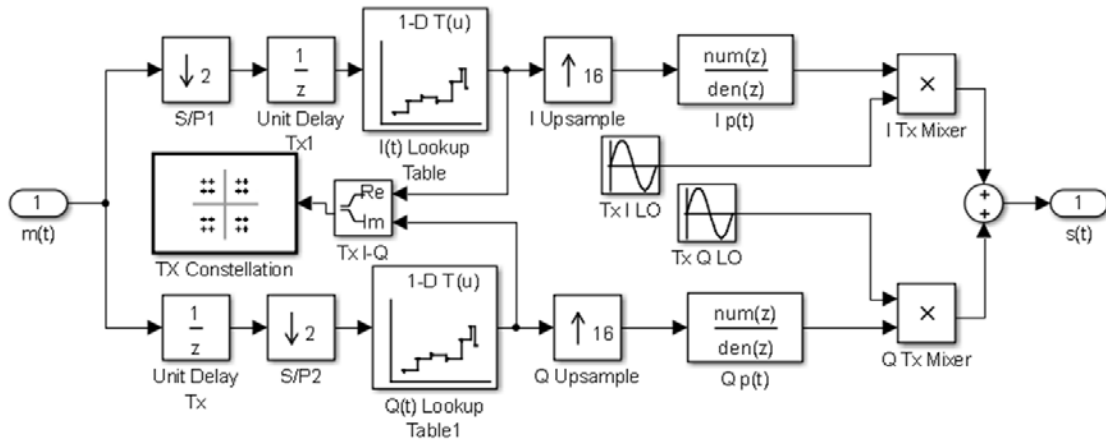 1-D T(u)
↓ 2
S/P1
1
z
Unit Delay
Tx1
I(t) Lookup
Table
↑ 16
I Upsample
num(z)
den(z)
I p(t)
×
I Tx Mixer
TX Constellation
Re
Im
Tx I-Q
Tx I LO
Tx Q LO
1
m(t)
+
+
1
s(t)
1
z
Unit Delay
Tx
↓ 2
S/P2
1-D T(u)
Q(t) Lookup
Table1
↑ 16
Q Upsample
num(z)
den(z)
Q p(t)
×
Q Tx Mixer